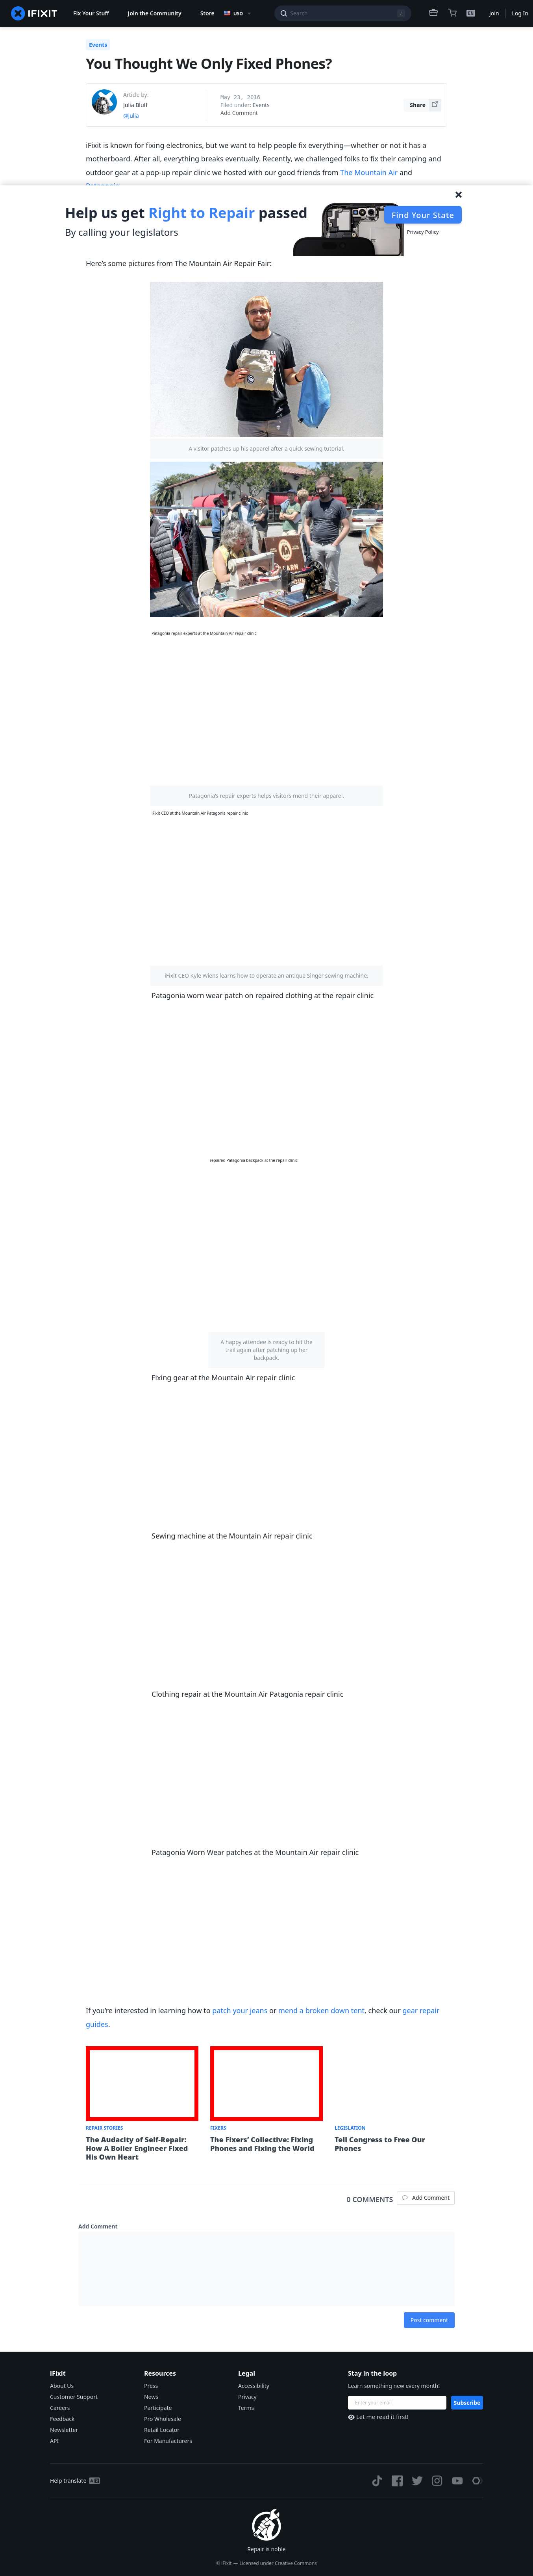 IFIXIT Fix Your Stuff Join the Community Store USD Search / EN Join Log In
Events
You Thought We Only Fixed Phones?
Article by:
Julia Bluff
@julia
May 23, 2016
Filed under: Events
Add Comment
Share
iFixit is known for fixing electronics, but we want to help people fix everything—whether or not it has a
motherboard. After all, everything breaks eventually. Recently, we challenged folks to fix their camping and
outdoor gear at a pop-up repair clinic we hosted with our good friends from The Mountain Air and
Patagonia
Help us get Right to Repair passed
By calling your legislators
Find Your State
Privacy Policy
Here's some pictures from The Mountain Air Repair Fair:
A visitor patches up his apparel after a quick sewing tutorial.
Patagonia repair experts at the Mountain Air repair clinic
Patagonia's repair experts helps visitors mend their apparel.
iFixit CEO at the Mountain Air Patagonia repair clinic
iFixit CEO Kyle Wiens learns how to operate an antique Singer sewing machine.
Patagonia worn wear patch on repaired clothing at the repair clinic
repaired Patagonia backpack at the repair clinic
A happy attendee is ready to hit the
trail again after patching up her
backpack.
Fixing gear at the Mountain Air repair clinic
Sewing machine at the Mountain Air repair clinic
Clothing repair at the Mountain Air Patagonia repair clinic
Patagonia Worn Wear patches at the Mountain Air repair clinic
If you're interested in learning how to patch your jeans or mend a broken down tent, check our gear repair
guides.
REPAIR STORIES
The Audacity of Self-Repair:
How A Boiler Engineer Fixed
His Own Heart
FIXERS
The Fixers' Collective: Fixing
Phones and Fixing the World
LEGISLATION
Tell Congress to Free Our
Phones
0 COMMENTS
Add Comment
Add Comment
Post comment
iFixit
About Us
Customer Support
Careers
Feedback
Newsletter
API
Resources
Press
News
Participate
Pro Wholesale
Retail Locator
For Manufacturers
Legal
Accessibility
Privacy
Terms
Stay in the loop
Learn something new every month!
Enter your email
Subscribe
Let me read it first!
Help translate
Repair is noble
© iFixit — Licensed under Creative Commons